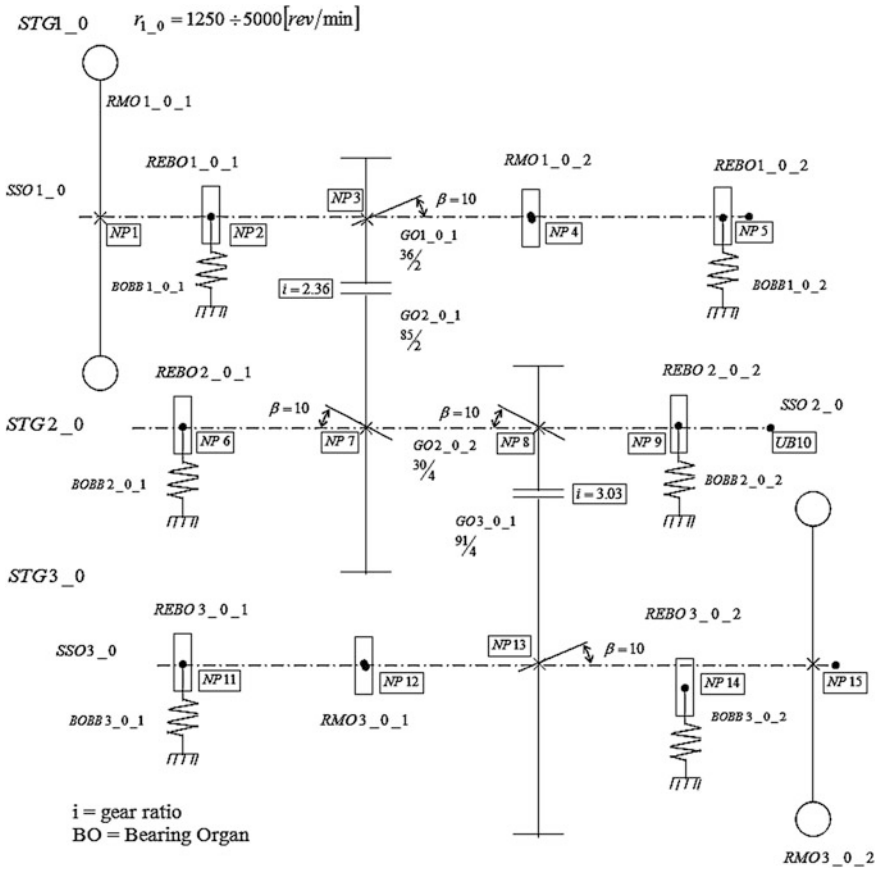 STG1_0
r1_0 = 1250 ÷ 5000 [rev/min]
RMO1_0_1
REBO1_0_1
RMO1_0_2
REBO1_0_2
SSO1_0
NP3
β = 10
NP1
NP2
GO1_0_1
NP4
NP5
36/2
BOBB1_0_1
i = 2.36
BOBB1_0_2
GO2_0_1
85/2
REBO2_0_1
REBO2_0_2
β = 10
β = 10
SSO2_0
STG2_0
NP6
NP7
GO2_0_2
NP8
NP9
UB10
30/4
BOBB2_0_1
BOBB2_0_2
i = 3.03
GO3_0_1
91/4
STG3_0
REBO3_0_1
REBO3_0_2
SSO3_0
NP13
β = 10
NP11
NP12
NP14
NP15
BOBB3_0_1
RMO3_0_1
BOBB3_0_2
i = gear ratio
BO = Bearing Organ
RMO3_0_2